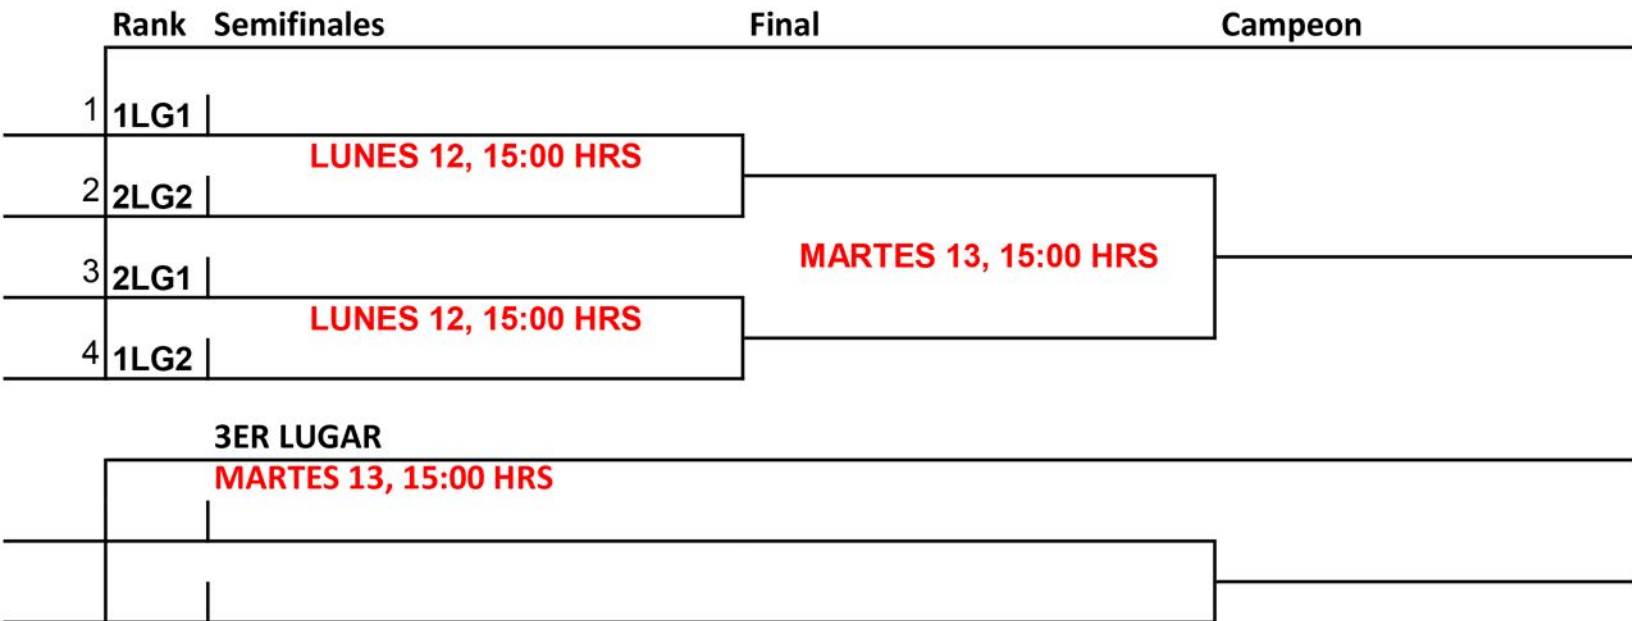 Rank Semifinales Final Campeon
1 1LG1
LUNES 12, 15:00 HRS
2 2LG2
MARTES 13, 15:00 HRS
3 2LG1
LUNES 12, 15:00 HRS
4 1LG2
3ER LUGAR
MARTES 13, 15:00 HRS